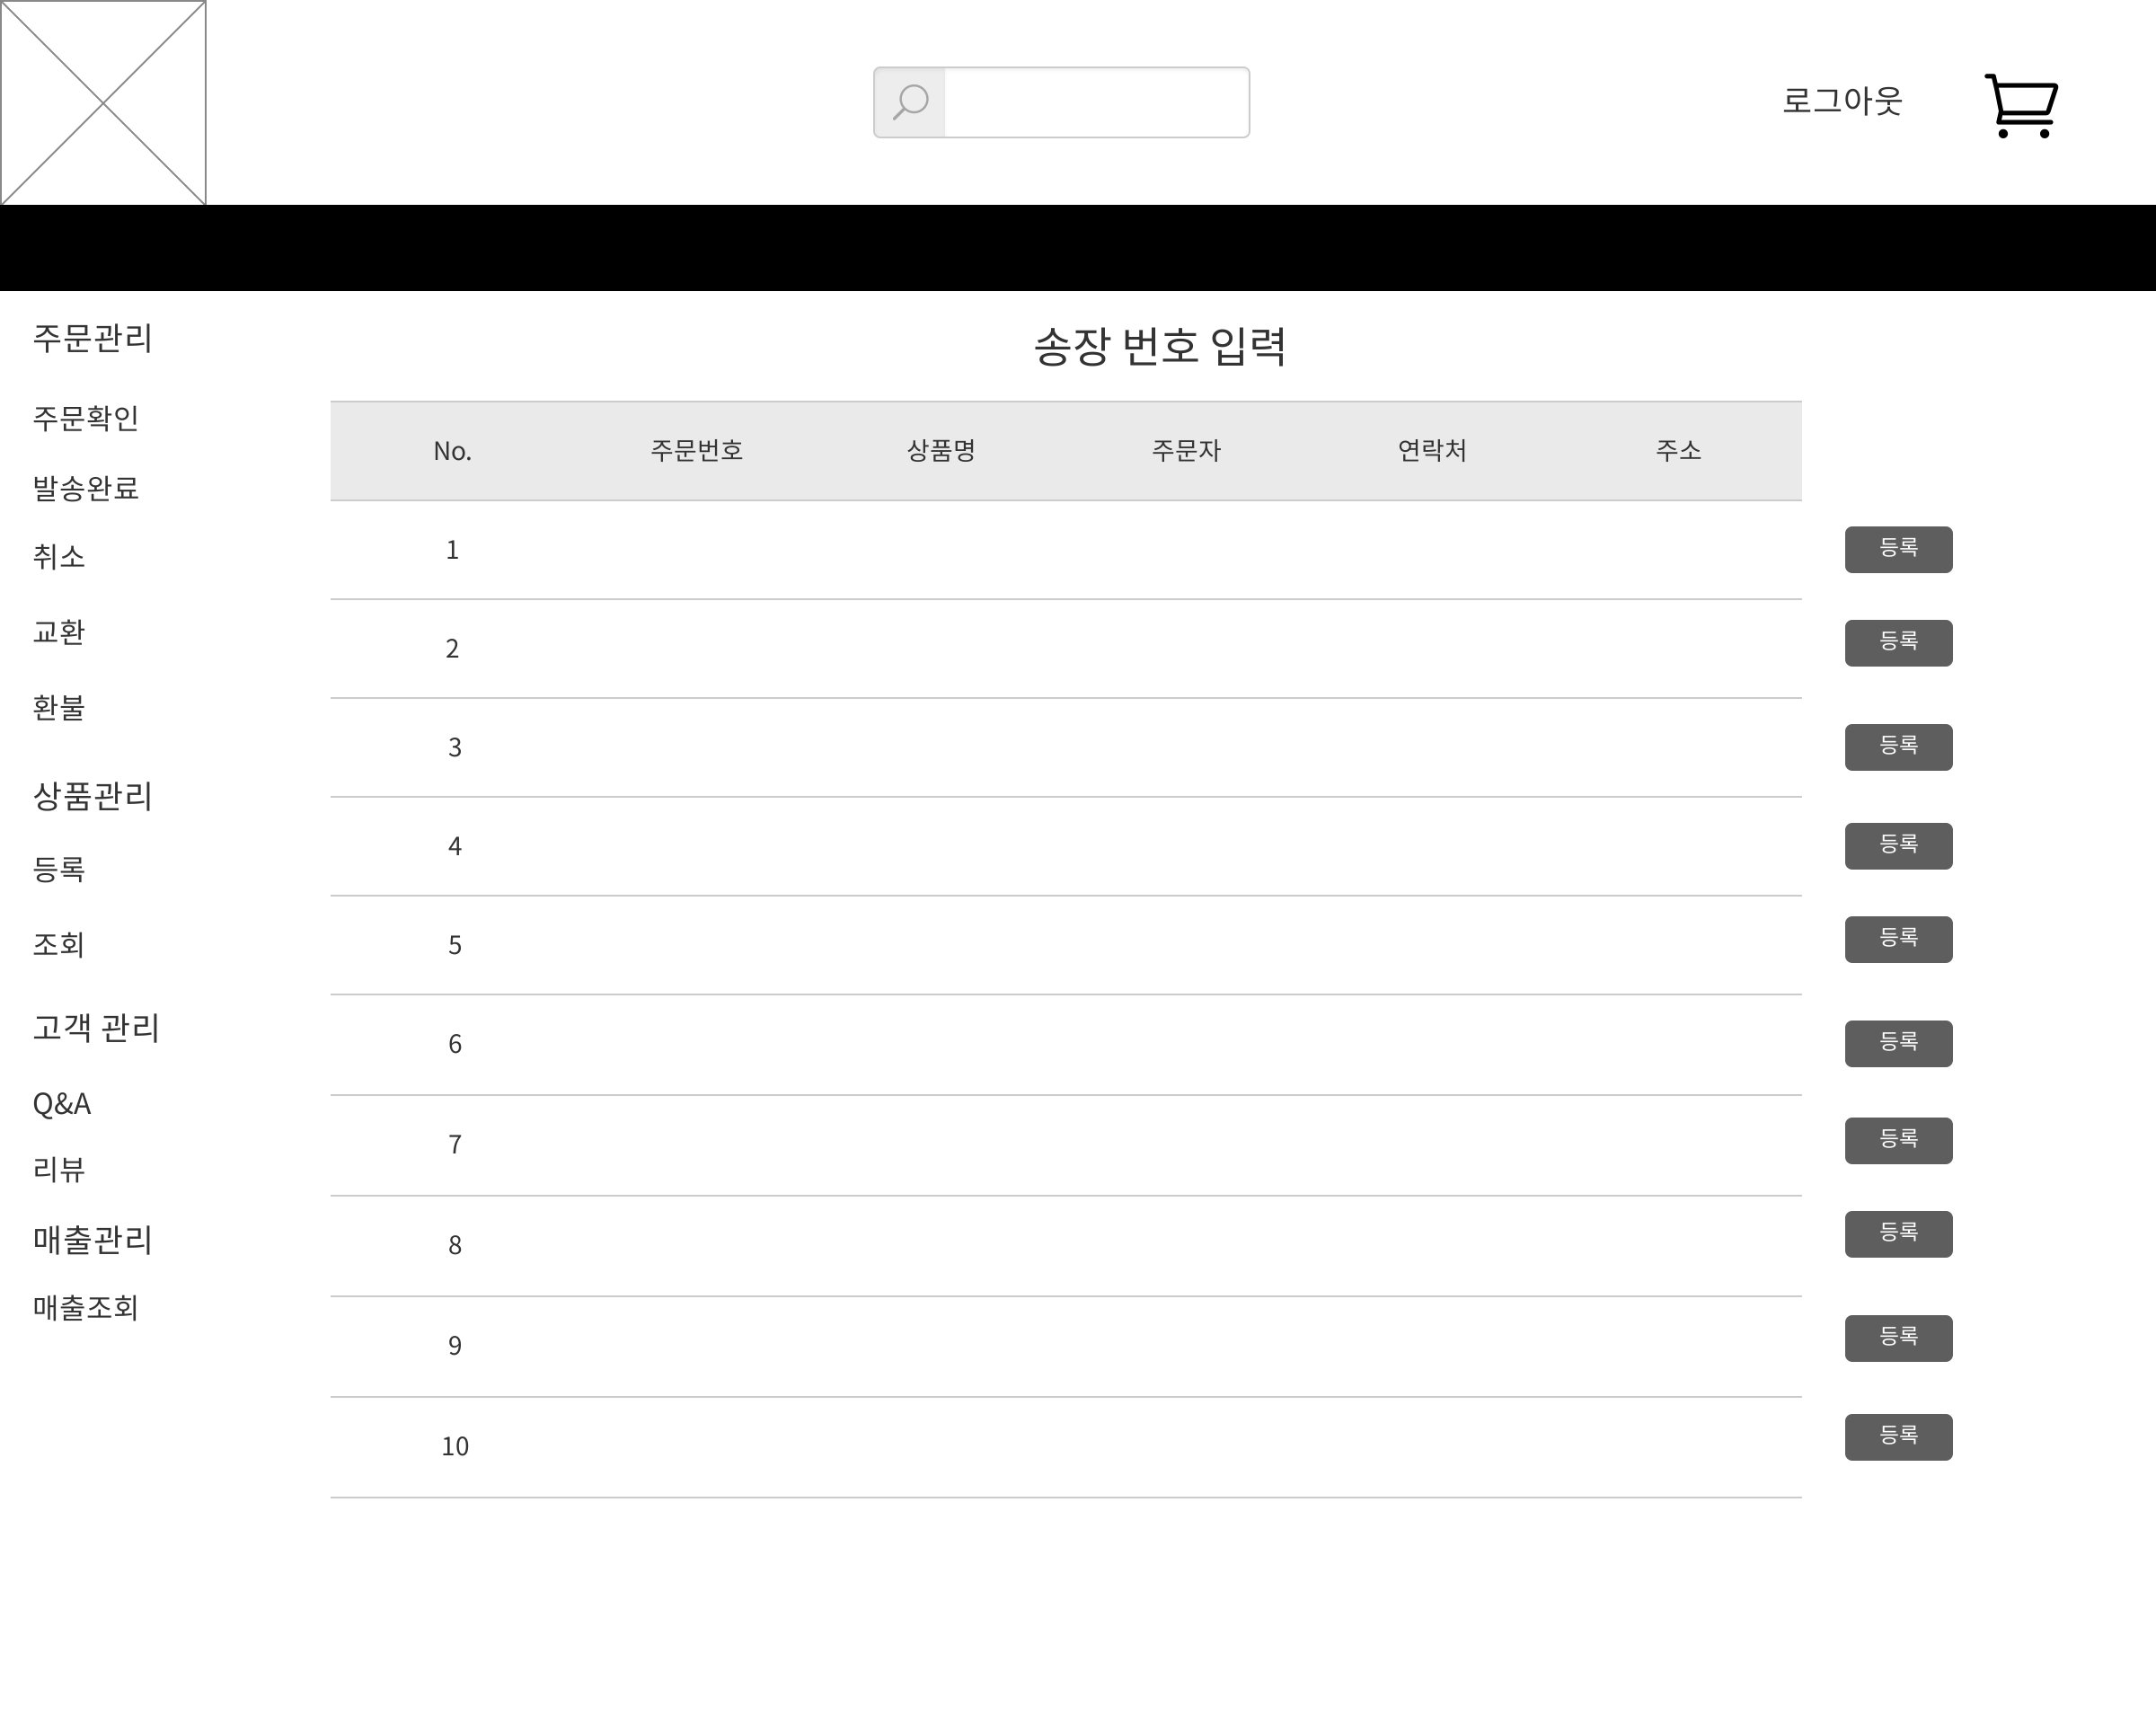 로그아웃
주문관리
주문확인
발송완료
취소
교환
환불
상품관리
등록
조회
고객 관리
Q&A
리뷰
매출관리
매출조회
송장 번호 입력
No. 주문번호 상품명 주문자 연락처 주소
1 등록
2 등록
3 등록
4 등록
5 등록
6 등록
7 등록
8 등록
9 등록
10 등록